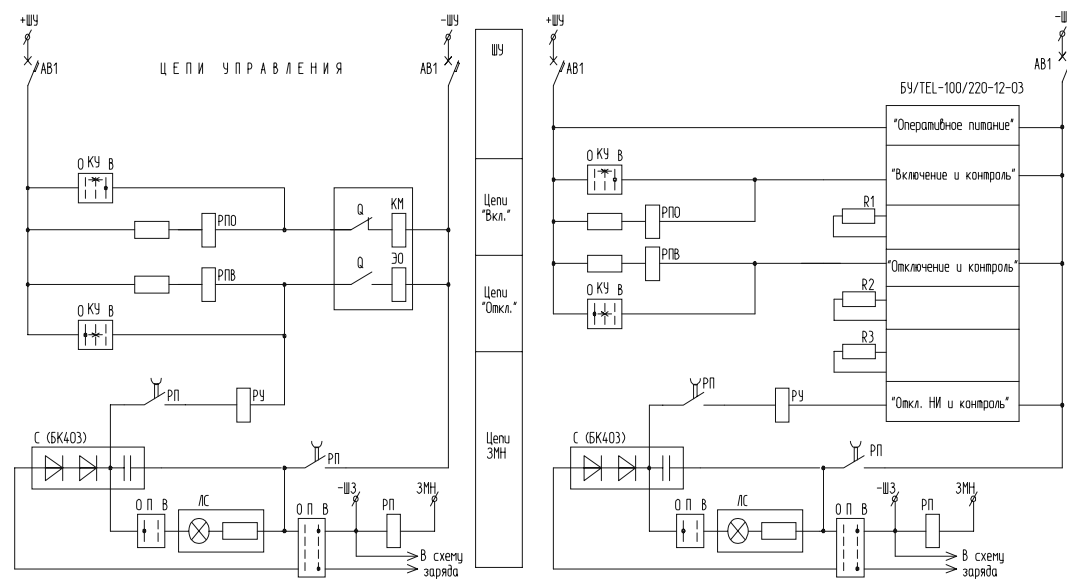 +ШУ
-ШУ
АВ1
ЦЕПИ УПРАВЛЕНИЯ
АВ1
О КУ В
РПО
Q
КМ
РПВ
Q
ЭО
О КУ В
РП
РУ
С (БК403)
РП
О П В
ЛС
О П В
-ШЗ
РП
ЗМН
В схему
заряда
ШУ
Цепи
"Вкл."
Цепи
"Откл."
Цепи
ЗМН
+ШУ
-Ш
АВ1
АВ1
БУ/TEL-100/220-12-03
"Оперативное питание"
О КУ В
"Включение и контроль"
РПО
R1
РПВ
"Отключение и контроль"
О КУ В
R2
R3
РП
РУ
"Откл. НИ и контроль"
С (БК403)
РП
О П В
ЛС
О П В
-ШЗ
РП
ЗМН
В схему
заряда